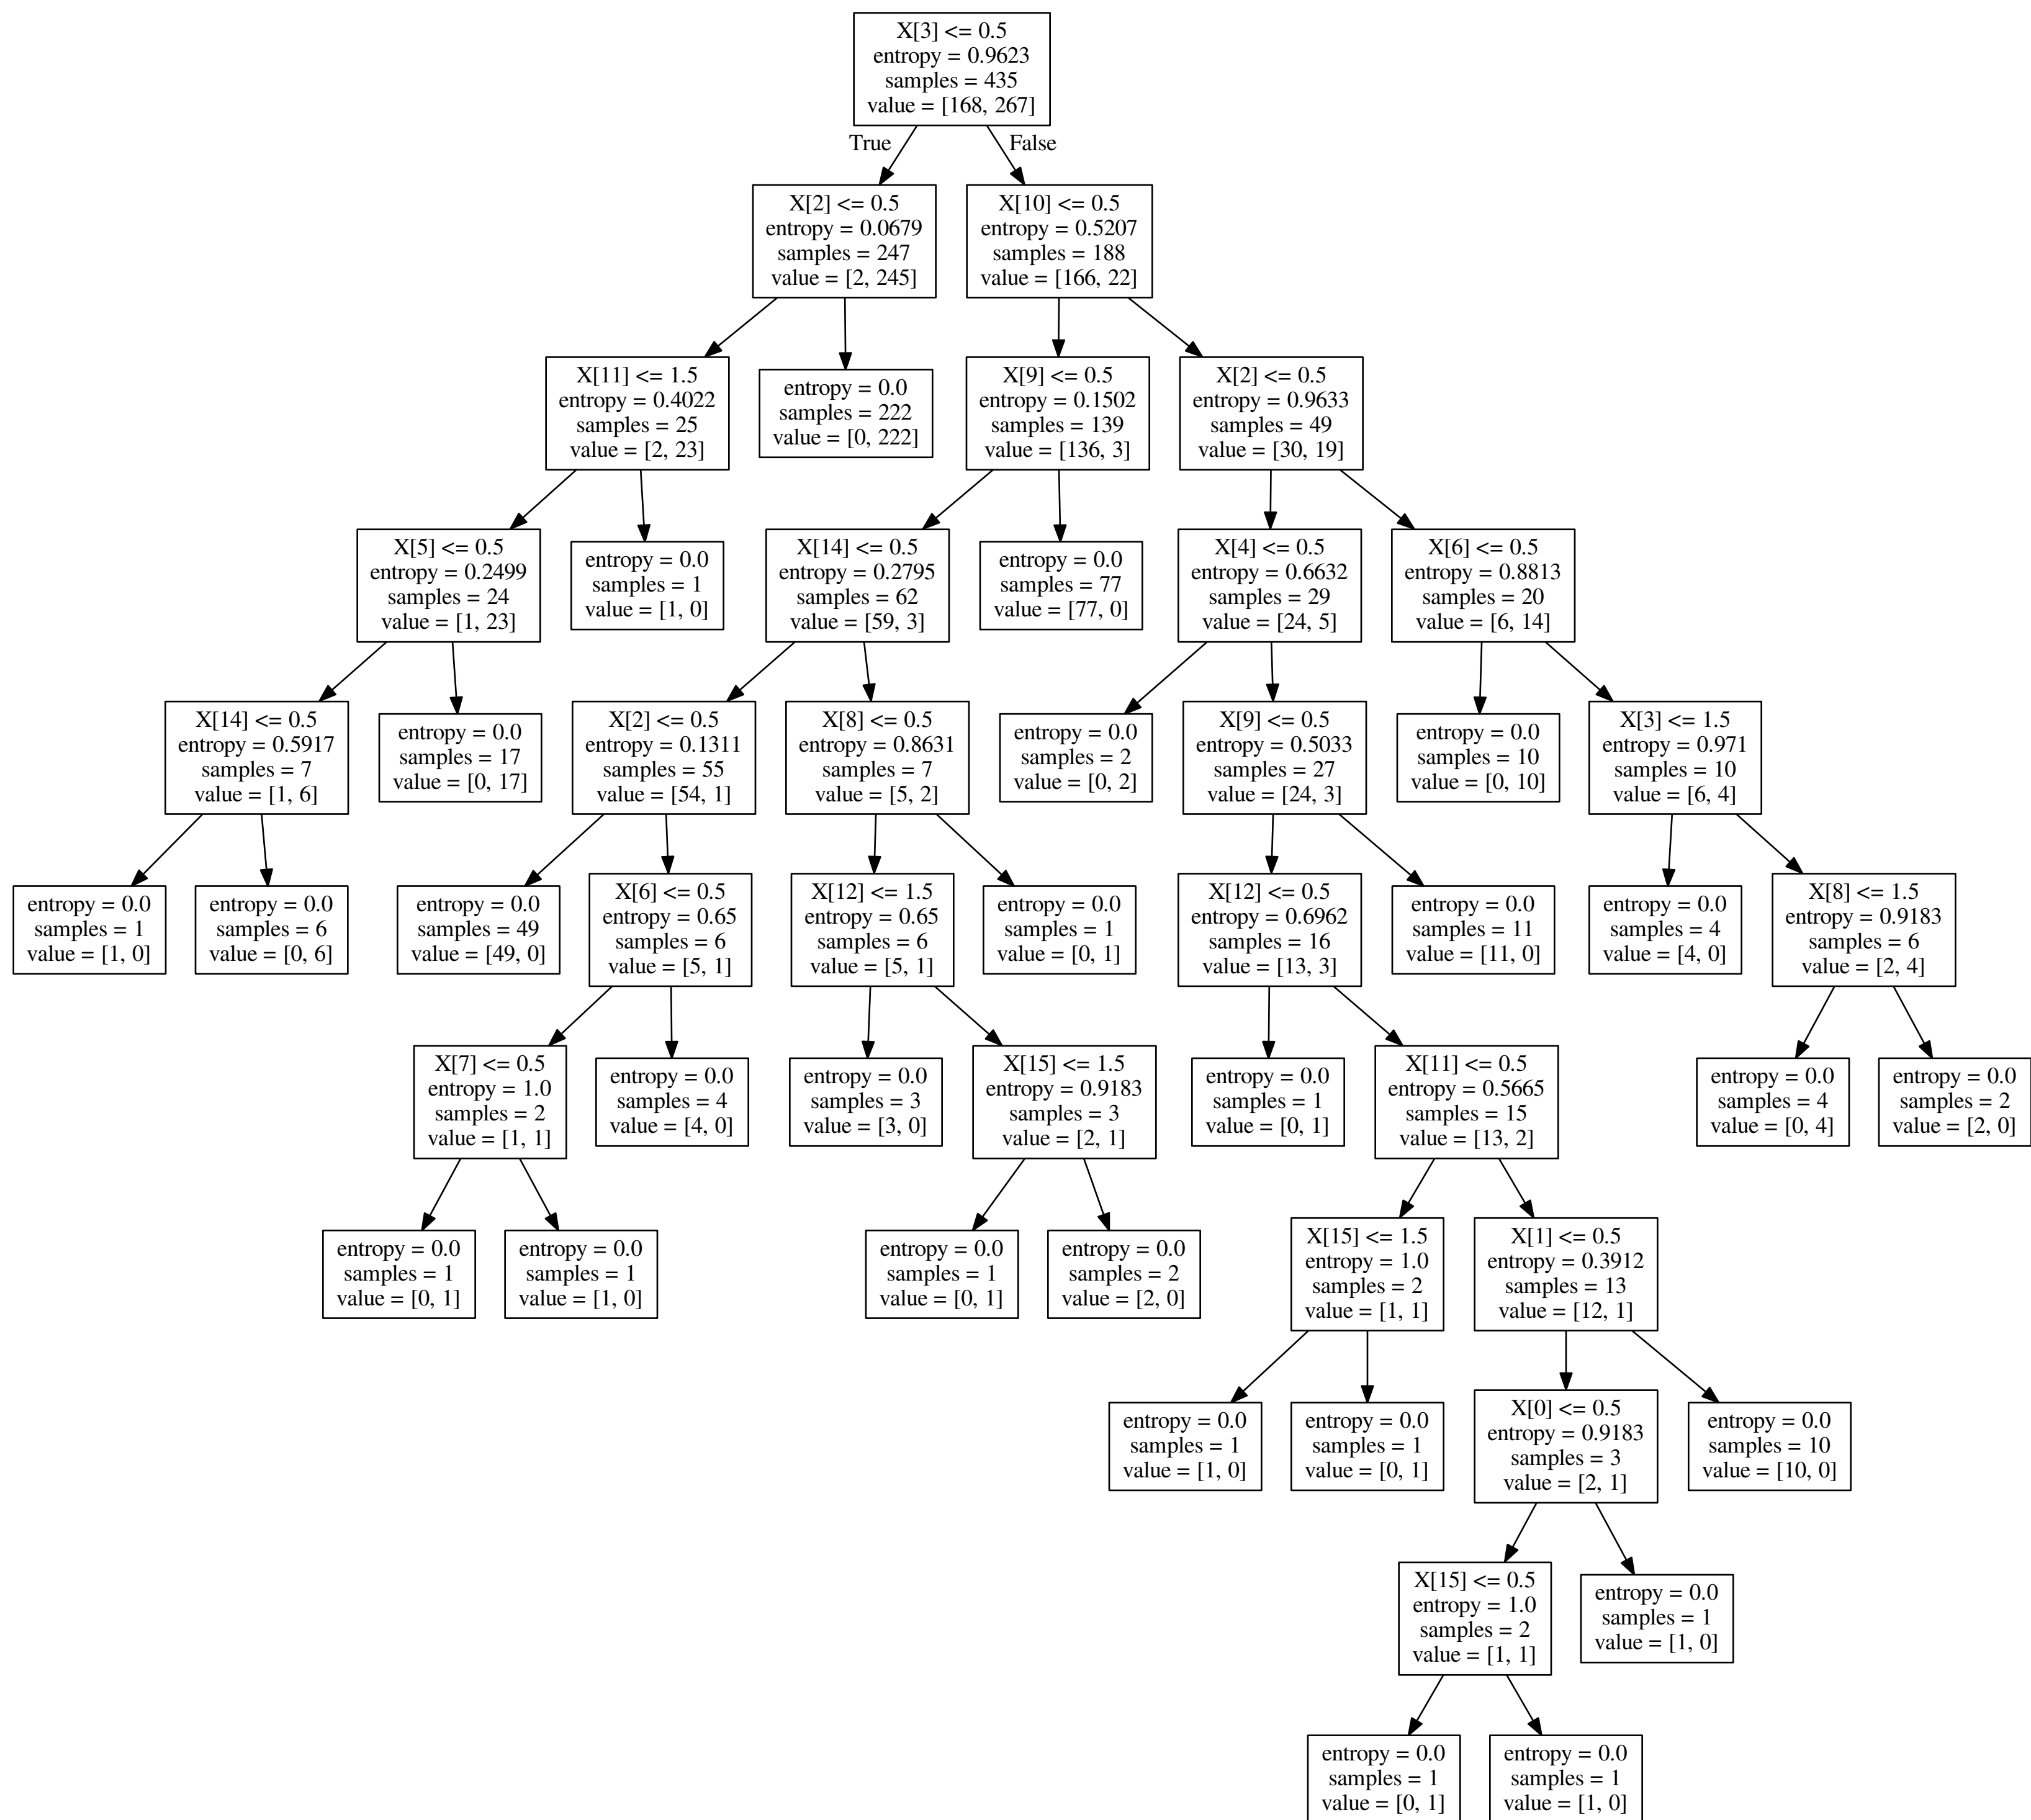 X[3] <= 0.5
entropy = 0.9623
samples = 435
value = [168, 267]
True
False
X[2] <= 0.5
entropy = 0.0679
samples = 247
value = [2, 245]
X[10] <= 0.5
entropy = 0.5207
samples = 188
value = [166, 22]
X[11] <= 1.5
entropy = 0.4022
samples = 25
value = [2, 23]
entropy = 0.0
samples = 222
value = [0, 222]
X[9] <= 0.5
entropy = 0.1502
samples = 139
value = [136, 3]
X[2] <= 0.5
entropy = 0.9633
samples = 49
value = [30, 19]
X[5] <= 0.5
entropy = 0.2499
samples = 24
value = [1, 23]
entropy = 0.0
samples = 1
value = [1, 0]
X[14] <= 0.5
entropy = 0.2795
samples = 62
value = [59, 3]
entropy = 0.0
samples = 77
value = [77, 0]
X[4] <= 0.5
entropy = 0.6632
samples = 29
value = [24, 5]
X[6] <= 0.5
entropy = 0.8813
samples = 20
value = [6, 14]
X[14] <= 0.5
entropy = 0.5917
samples = 7
value = [1, 6]
entropy = 0.0
samples = 17
value = [0, 17]
X[2] <= 0.5
entropy = 0.1311
samples = 55
value = [54, 1]
X[8] <= 0.5
entropy = 0.8631
samples = 7
value = [5, 2]
entropy = 0.0
samples = 2
value = [0, 2]
X[9] <= 0.5
entropy = 0.5033
samples = 27
value = [24, 3]
entropy = 0.0
samples = 10
value = [0, 10]
X[3] <= 1.5
entropy = 0.971
samples = 10
value = [6, 4]
entropy = 0.0
samples = 1
value = [1, 0]
entropy = 0.0
samples = 6
value = [0, 6]
entropy = 0.0
samples = 49
value = [49, 0]
X[6] <= 0.5
entropy = 0.65
samples = 6
value = [5, 1]
X[12] <= 1.5
entropy = 0.65
samples = 6
value = [5, 1]
entropy = 0.0
samples = 1
value = [0, 1]
X[12] <= 0.5
entropy = 0.6962
samples = 16
value = [13, 3]
entropy = 0.0
samples = 11
value = [11, 0]
entropy = 0.0
samples = 4
value = [4, 0]
X[8] <= 1.5
entropy = 0.9183
samples = 6
value = [2, 4]
X[7] <= 0.5
entropy = 1.0
samples = 2
value = [1, 1]
entropy = 0.0
samples = 4
value = [4, 0]
entropy = 0.0
samples = 3
value = [3, 0]
X[15] <= 1.5
entropy = 0.9183
samples = 3
value = [2, 1]
entropy = 0.0
samples = 1
value = [0, 1]
X[11] <= 0.5
entropy = 0.5665
samples = 15
value = [13, 2]
entropy = 0.0
samples = 4
value = [0, 4]
entropy = 0.0
samples = 2
value = [2, 0]
entropy = 0.0
samples = 1
value = [0, 1]
entropy = 0.0
samples = 1
value = [1, 0]
entropy = 0.0
samples = 1
value = [0, 1]
entropy = 0.0
samples = 2
value = [2, 0]
X[15] <= 1.5
entropy = 1.0
samples = 2
value = [1, 1]
X[1] <= 0.5
entropy = 0.3912
samples = 13
value = [12, 1]
entropy = 0.0
samples = 1
value = [1, 0]
entropy = 0.0
samples = 1
value = [0, 1]
X[0] <= 0.5
entropy = 0.9183
samples = 3
value = [2, 1]
entropy = 0.0
samples = 10
value = [10, 0]
X[15] <= 0.5
entropy = 1.0
samples = 2
value = [1, 1]
entropy = 0.0
samples = 1
value = [1, 0]
entropy = 0.0
samples = 1
value = [0, 1]
entropy = 0.0
samples = 1
value = [1, 0]